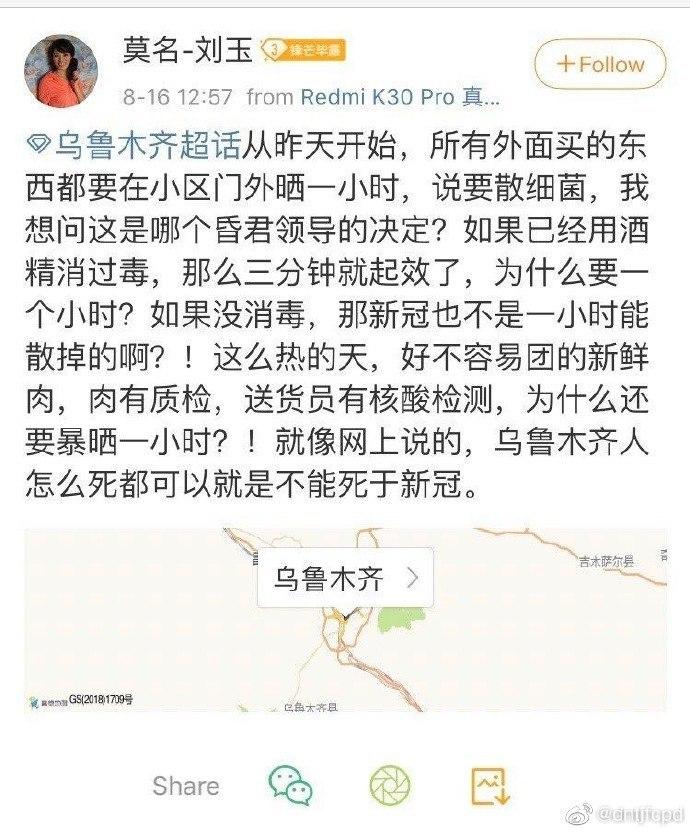 莫名-刘玉
+Follow
8-16 12:57 from Redmi K30 Pro 真...
乌鲁木齐超话从昨天开始，所有外面买的东
西都要在小区门外晒一小时，说要散细菌，我
想问这是哪个昏君领导的决定？如果已经用酒
精消过毒，那么三分钟就起效了，为什么要一
个小时？如果没消毒，那新冠也不是一小时能
散掉的啊？！这么热的天，好不容易团的新鲜
肉，肉有质检，送货员有核酸检测，为什么还
要暴晒一小时？！就像网上说的，乌鲁木齐人
怎么死都可以就是不能死于新冠。
乌鲁木齐
吉木萨尔县
高德地图 GS(2018)1709号
乌鲁木齐县
Share
@dntjfcpd